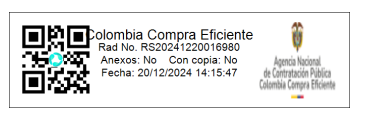 Colombia Compra Eficiente
Rad No. RS20241220016980
Anexos: No Con copia: No
Fecha: 20/12/2024 14:15:47
Agencia Nacional
de Contratación Pública
Colombia Compra Eficiente